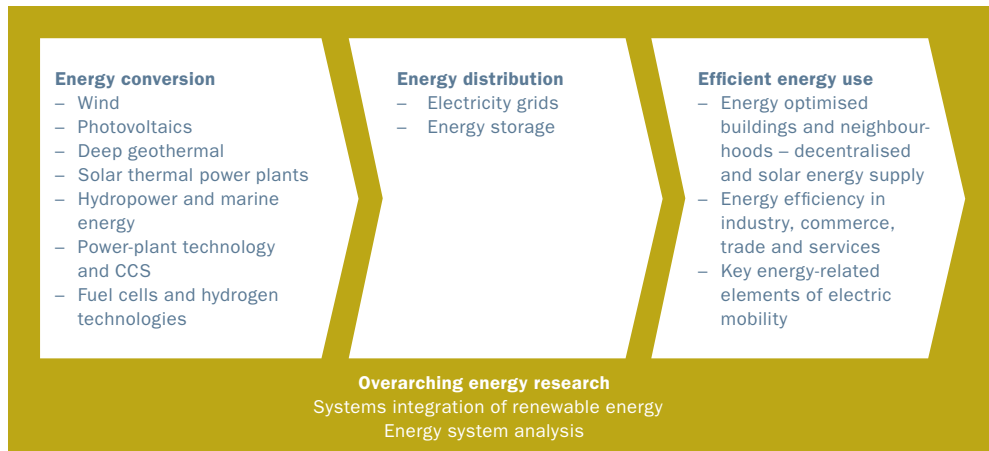 Energy conversion
– Wind
– Photovoltaics
– Deep geothermal
– Solar thermal power plants
– Hydropower and marine
energy
– Power-plant technology
and CCS
– Fuel cells and hydrogen
technologies
Energy distribution
– Electricity grids
– Energy storage
Efficient energy use
– Energy optimised
buildings and neighbour-
hoods – decentralised
and solar energy supply
– Energy efficiency in
industry, commerce,
trade and services
– Key energy-related
elements of electric
mobility
Overarching energy research
Systems integration of renewable energy
Energy system analysis